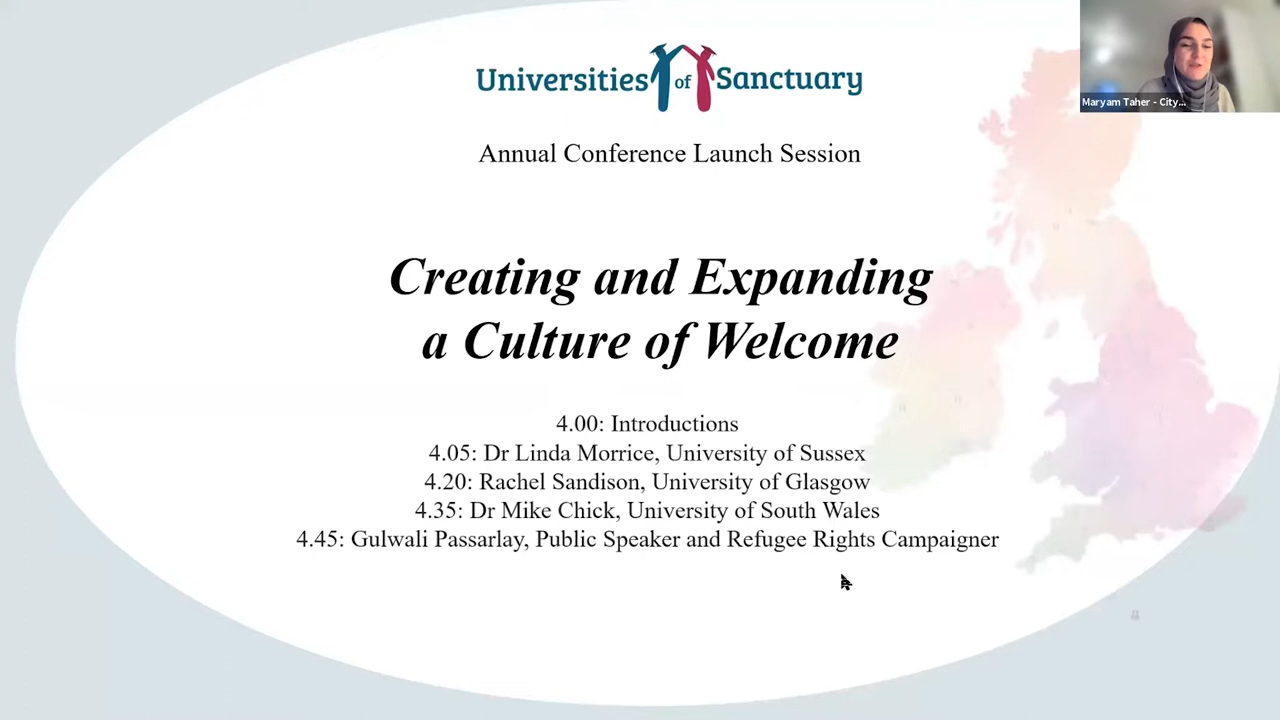 Universities of Sanctuary
Maryam Taher - City...
Annual Conference Launch Session
Creating and Expanding
a Culture of Welcome
4.00: Introductions
4.05: Dr Linda Morrice, University of Sussex
4.20: Rachel Sandison, University of Glasgow
4.35: Dr Mike Chick, University of South Wales
4.45: Gulwali Passarlay, Public Speaker and Refugee Rights Campaigner